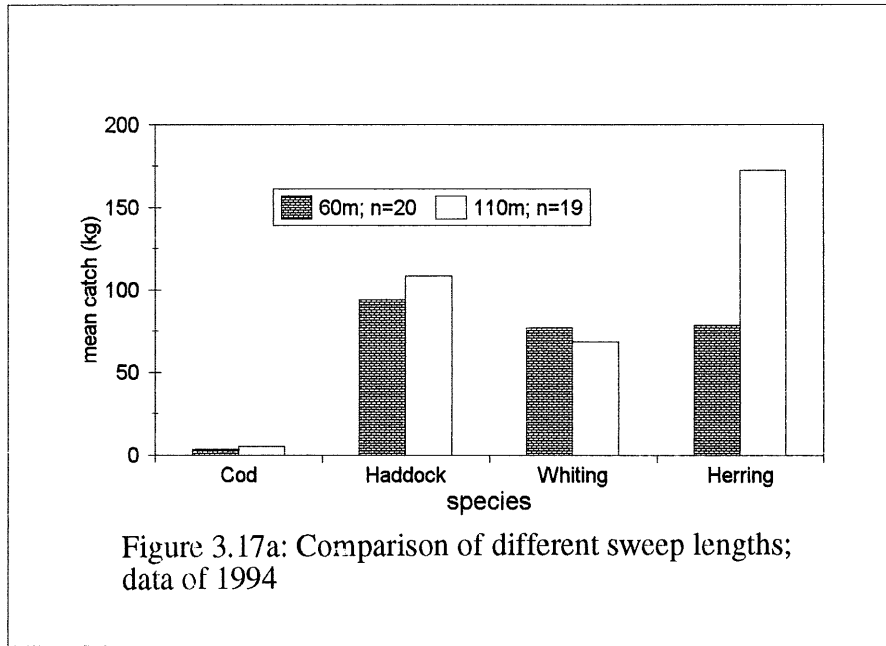 200
150
100
50
0
mean catch (kg)
60m; n=20 110m; n=19
Cod Haddock Whiting Herring
species
Figure 3.17a: Comparison of different sweep lengths;
data of 1994